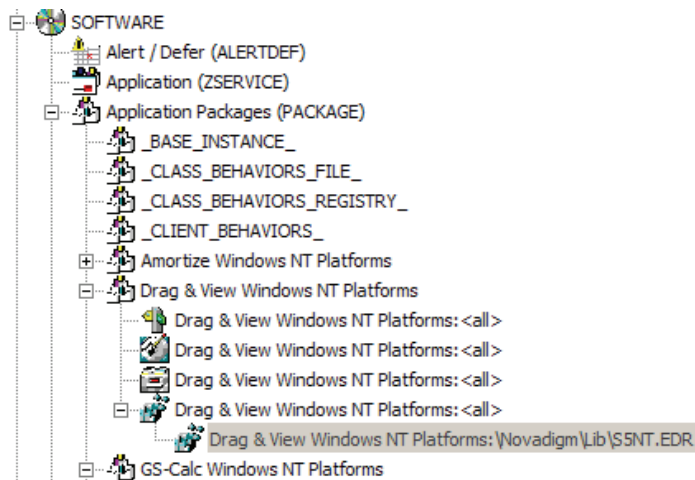 SOFTWARE
Alert / Defer (ALERTDEF)
Application (ZSERVICE)
Application Packages (PACKAGE)
_BASE_INSTANCE_
_CLASS_BEHAVIORS_FILE_
_CLASS_BEHAVIORS_REGISTRY_
_CLIENT_BEHAVIORS_
Amortize Windows NT Platforms
Drag & View Windows NT Platforms
Drag & View Windows NT Platforms:<all>
Drag & View Windows NT Platforms:<all>
Drag & View Windows NT Platforms:<all>
Drag & View Windows NT Platforms:<all>
Drag & View Windows NT Platforms:\Novadigm\Lib\S5NT.EDR
GS-Calc Windows NT Platforms